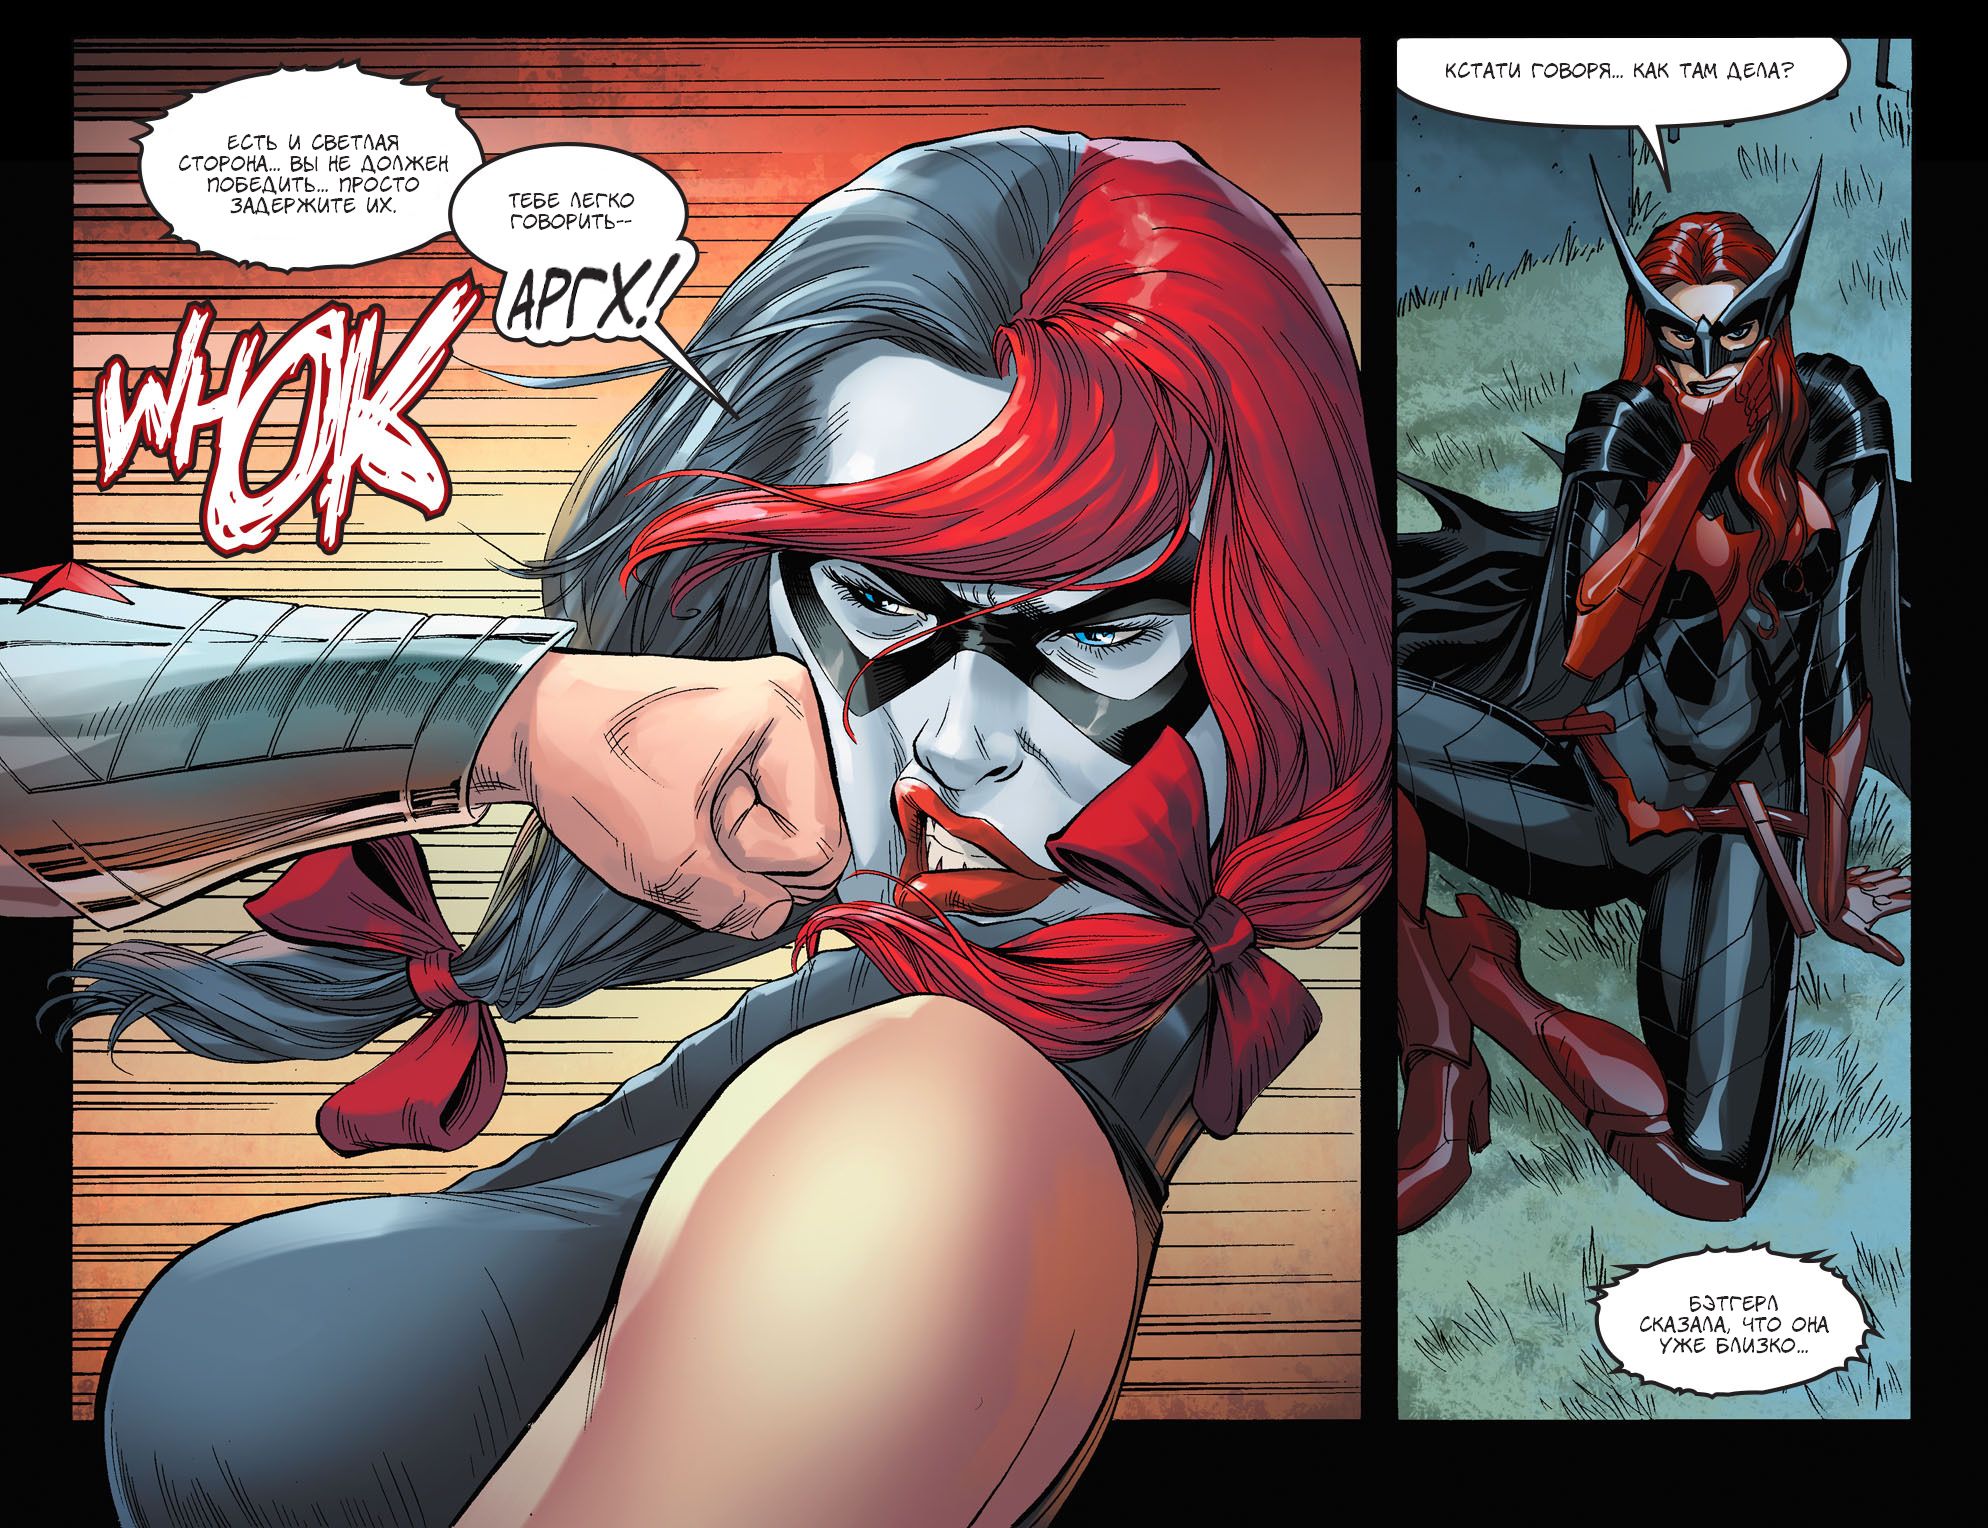 ЕСТЬ И СВЕТЛАЯ
СТОРОНА... ВЫ НЕ ДОЛЖЕН
ПОБЕДИТЬ... ПРОСТО
ЗАДЕРЖИТЕ ИХ.
ТЕБЕ ЛЕГКО
ГОВОРИТЬ--
АРГХ!
WHOK
КСТАТИ ГОВОРЯ... КАК ТАМ ДЕЛА?
БЭТГЕРЛ
СКАЗАЛА, ЧТО ОНА
УЖЕ БЛИЗКО...